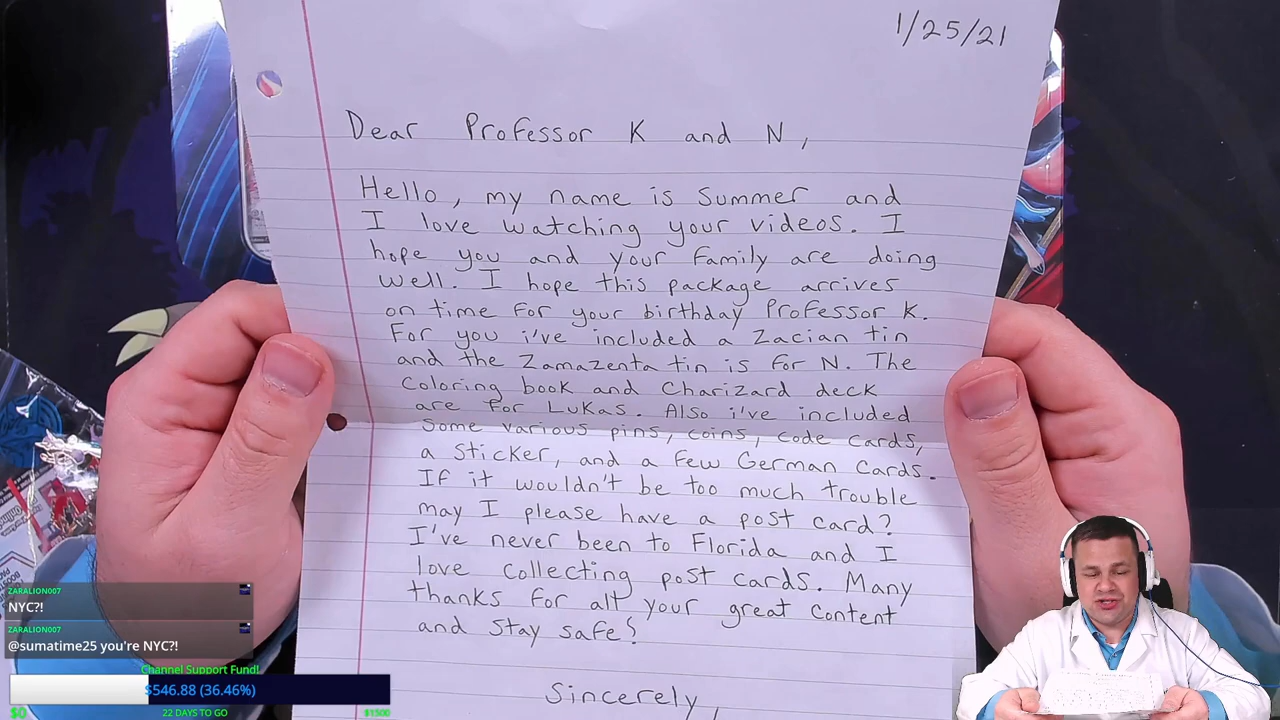 1/25/21
Dear Professor K and N,
Hello, my name is Summer and
I love watching your videos. I
hope you and your family are doing
well. I hope this package arrives
on time for your birthday Professor K.
For you i've included a Zacian tin
and the Zamazenta tin is for N. The
Coloring book and Charizard deck
are for Lukas. Also i've included
Some various pins, coins, code cards,
a Sticker, and a few German Cards.
If it wouldn't be too much trouble
may I please have a post card?
I've never been to Florida and I
love collecting post cards. Many
thanks for all your great content
and stay safe!
Sincerely,
ZARALION007
NYC?!
ZARALION007
@sumatime25 you're NYC?!
Channel Support Fund!
$546.88 (36.46%)
$0 22 DAYS TO GO $1500